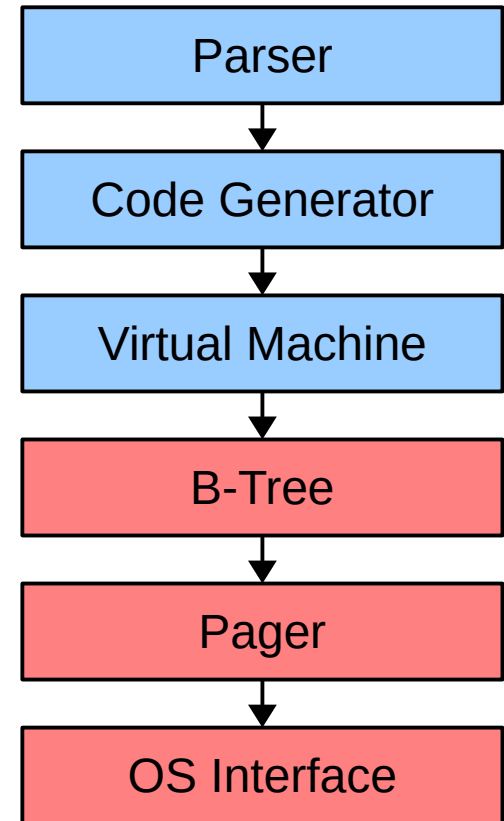 Parser
Code Generator
Virtual Machine
B-Tree
Pager
OS Interface